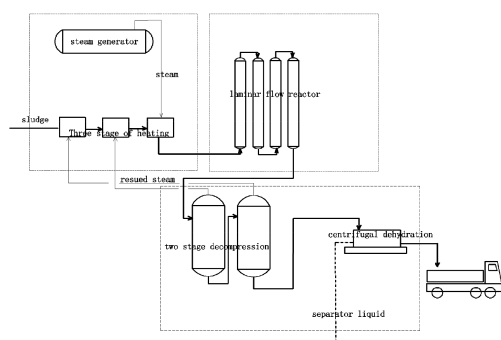 steam generator
steam
laminar flow reactor
sludge
Three stage of heating
resued steam
two stage decompression
centrifugal dehydration
separator liquid